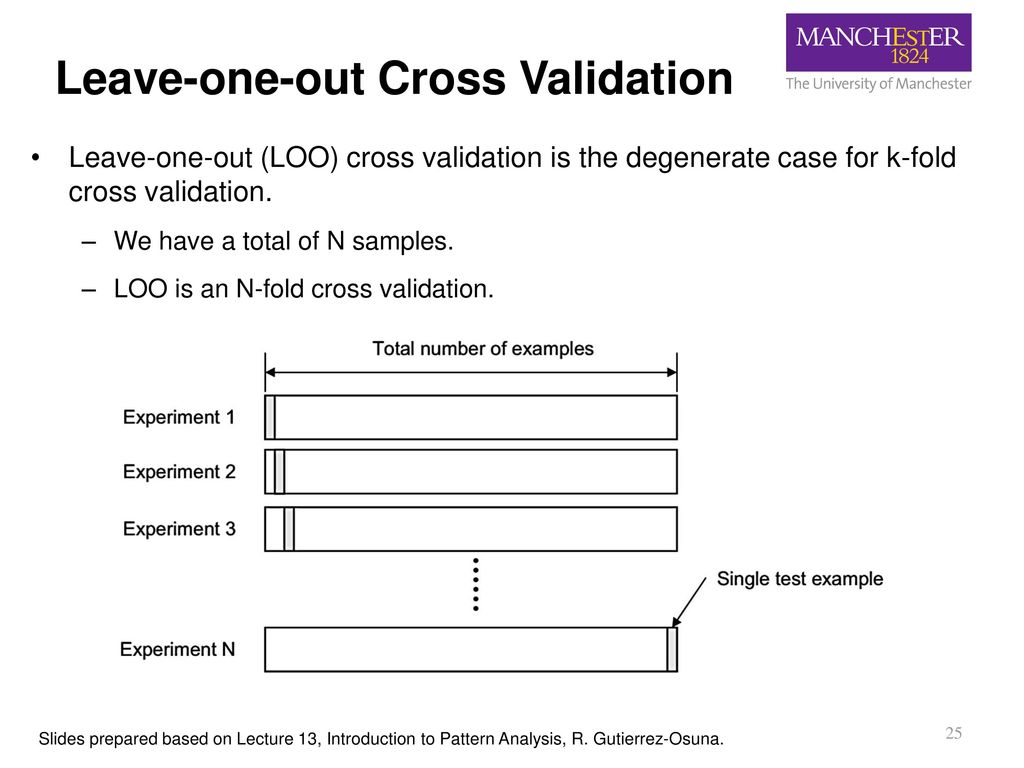 MANCHESTER
1824
The University of Manchester
Leave-one-out Cross Validation
• Leave-one-out (LOO) cross validation is the degenerate case for k-fold
cross validation.
– We have a total of N samples.
– LOO is an N-fold cross validation.
Total number of examples
Experiment 1
Experiment 2
Experiment 3
Single test example
Experiment N
Slides prepared based on Lecture 13, Introduction to Pattern Analysis, R. Gutierrez-Osuna.
25